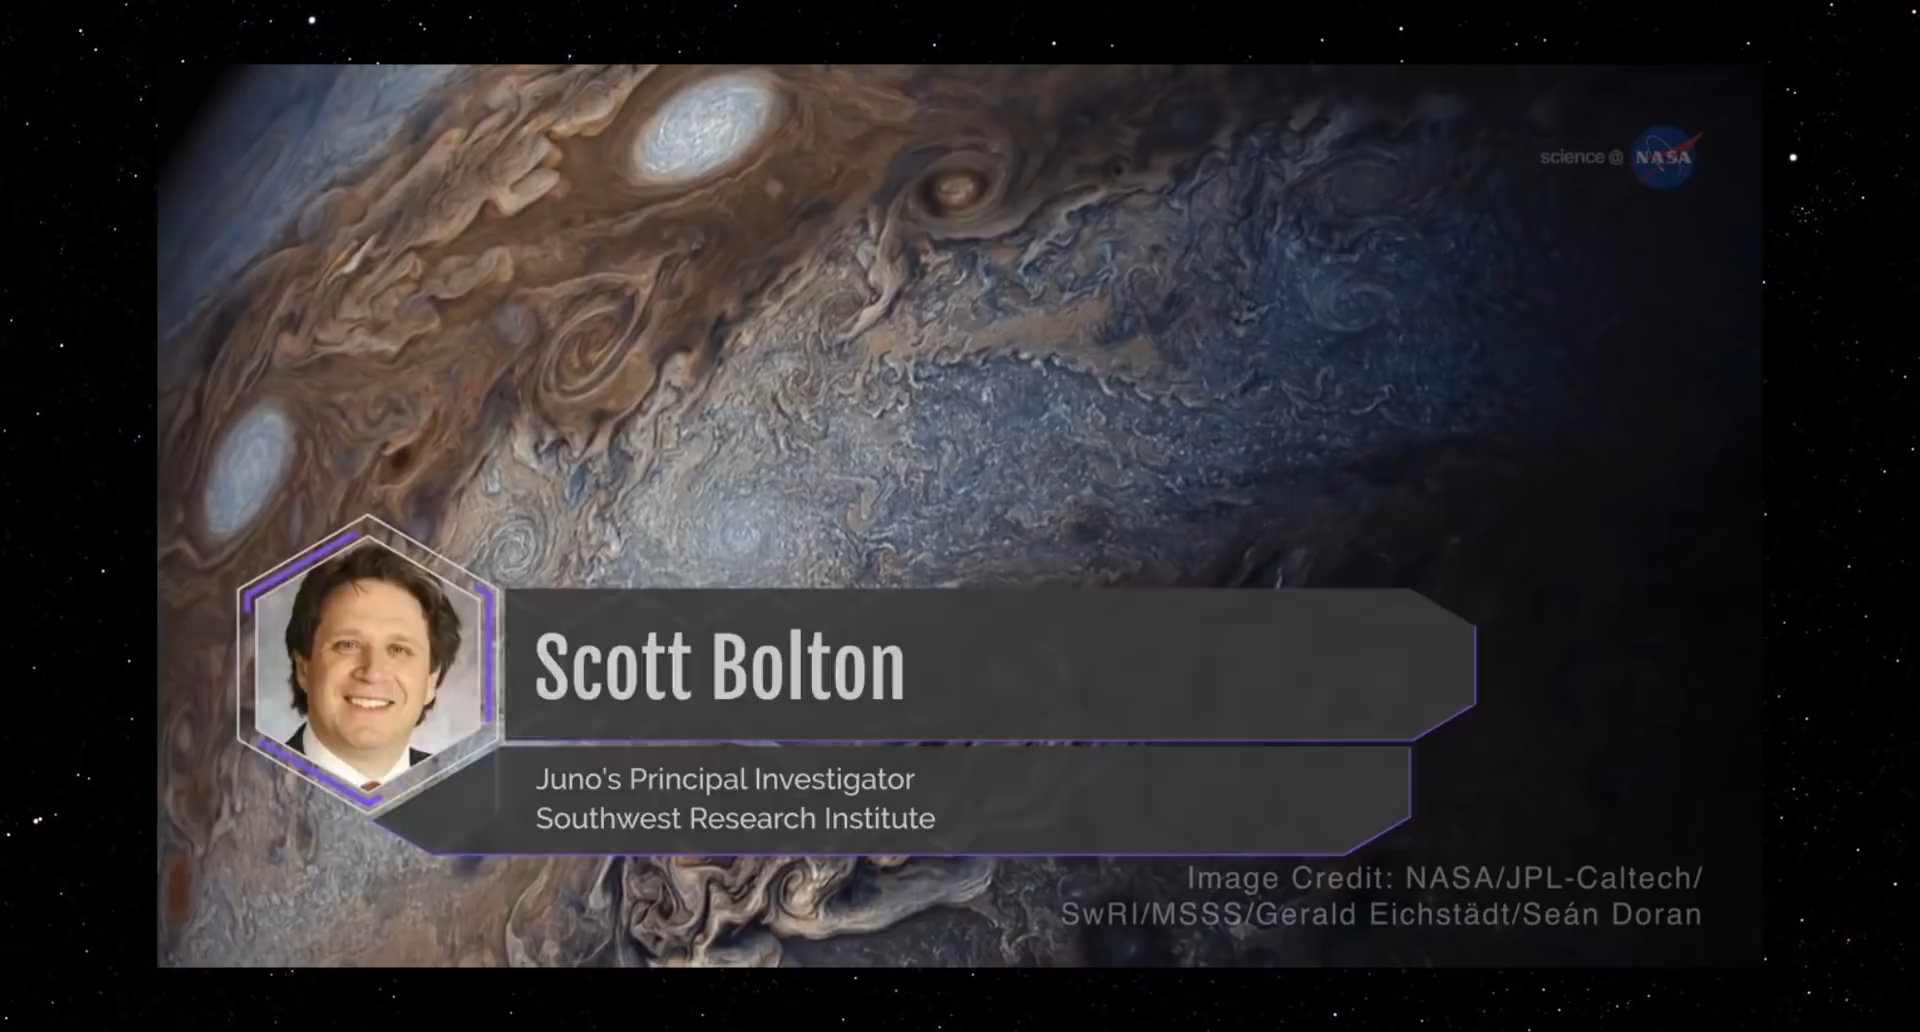 science @ NASA
Scott Bolton
Juno's Principal Investigator
Southwest Research Institute
Image Credit: NASA/JPL-Caltech/
SwRI/MSSS/Gerald Eichstädt/Seán Doran